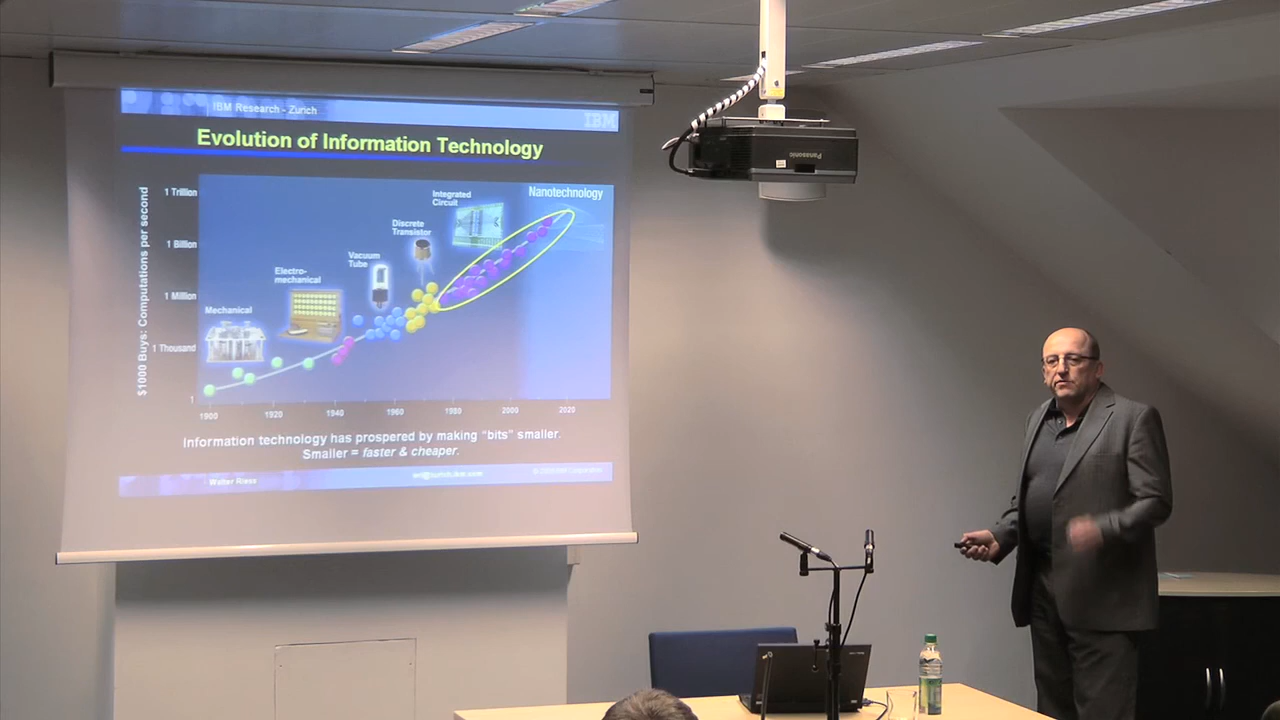 IBM Research - Zurich
IBM
Evolution of Information Technology
$1000 Buys: Computations per second
1 Trillion
1 Billion
1 Million
1 Thousand
1
Mechanical
Electro-
mechanical
Vacuum
Tube
Discrete
Transistor
Integrated
Circuit
Nanotechnology
1900 1920 1940 1960 1980 2000 2020
Information technology has prospered by making “bits” smaller.
Smaller = faster & cheaper.
Walter Riess
Panasonic